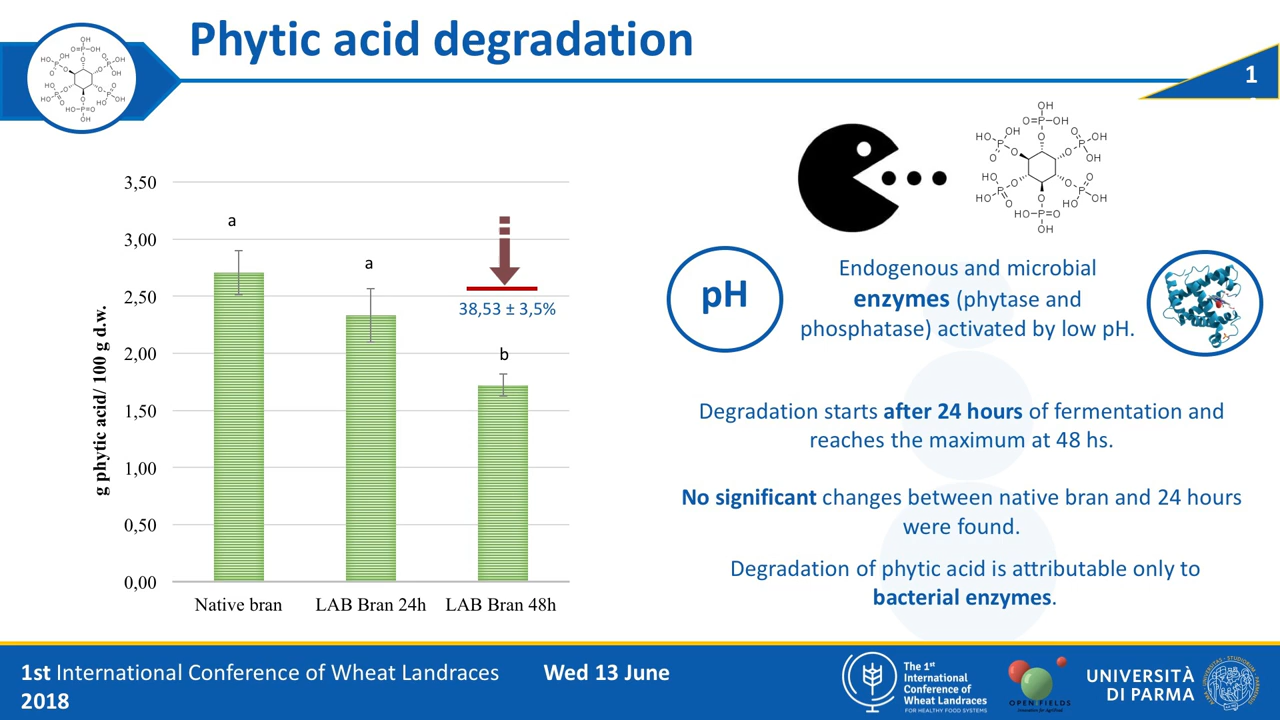 Phytic acid degradation
1
3,50
3,00
2,50
2,00
1,50
1,00
0,50
0,00
g phytic acid/ 100 g d.w.
a
a
b
38,53 ± 3,5%
Native bran
LAB Bran 24h
LAB Bran 48h
pH
Endogenous and microbial
enzymes (phytase and
phosphatase) activated by low pH.
Degradation starts after 24 hours of fermentation and
reaches the maximum at 48 hs.
No significant changes between native bran and 24 hours
were found.
Degradation of phytic acid is attributable only to
bacterial enzymes.
1st International Conference of Wheat Landraces Wed 13 June
2018
The 1st
International
Conference of
Wheat Landraces
FOR HEALTHY FOOD SYSTEMS
OPEN FIELDS
UNIVERSITÀ
DI PARMA